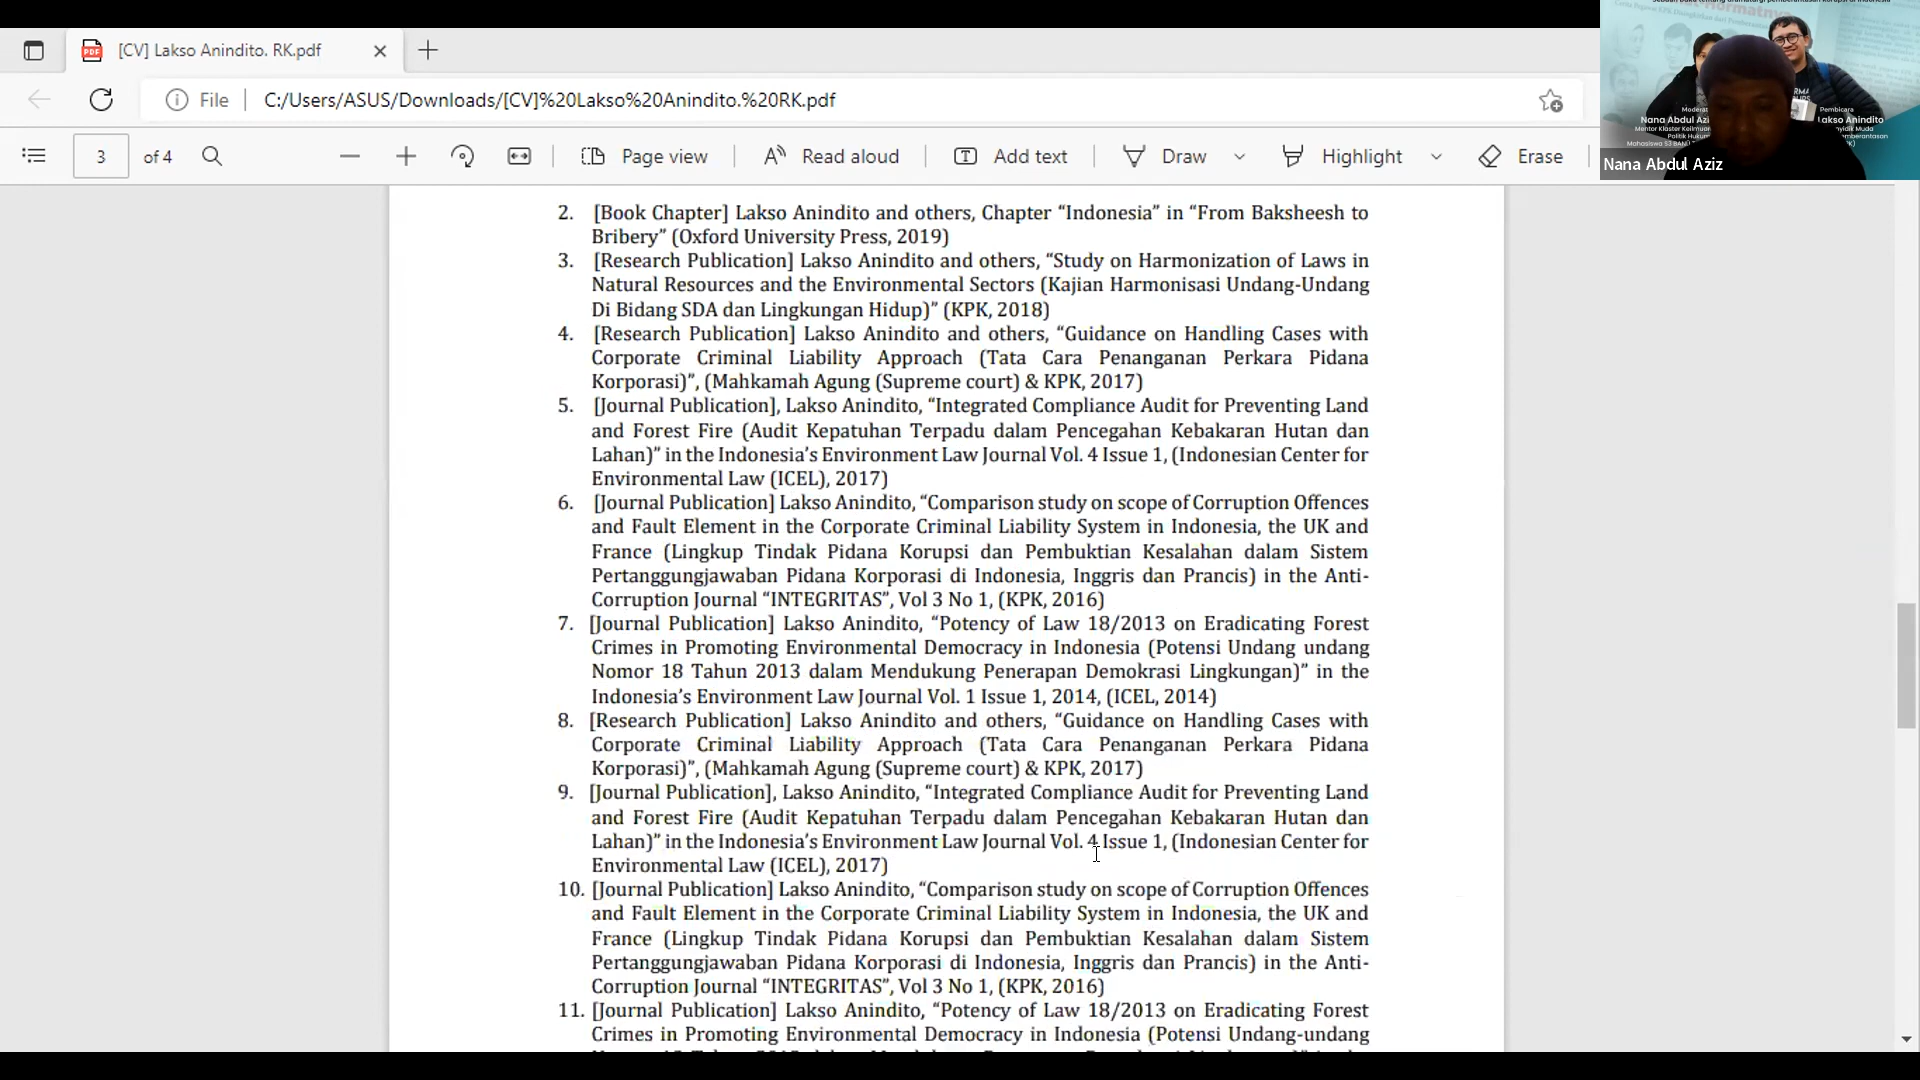 [CV] Lakso Anindito. RK.pdf
File
C:/Users/ASUS/Downloads/[CV]%20Lakso%20Anindito.%20RK.pdf
3 of 4
Page view
Read aloud
Add text
Draw
Highlight
Erase
Nana Abdul Aziz
Pembicara
Lakso Anindito
2. [Book Chapter] Lakso Anindito and others, Chapter “Indonesia” in “From Baksheesh to
Bribery” (Oxford University Press, 2019)
3. [Research Publication] Lakso Anindito and others, “Study on Harmonization of Laws in
Natural Resources and the Environmental Sectors (Kajian Harmonisasi Undang-Undang
Di Bidang SDA dan Lingkungan Hidup)” (KPK, 2018)
4. [Research Publication] Lakso Anindito and others, “Guidance on Handling Cases with
Corporate Criminal Liability Approach (Tata Cara Penanganan Perkara Pidana
Korporasi)”, (Mahkamah Agung (Supreme court) & KPK, 2017)
5. [Journal Publication], Lakso Anindito, “Integrated Compliance Audit for Preventing Land
and Forest Fire (Audit Kepatuhan Terpadu dalam Pencegahan Kebakaran Hutan dan
Lahan)” in the Indonesia’s Environment Law Journal Vol. 4 Issue 1, (Indonesian Center for
Environmental Law (ICEL), 2017)
6. [Journal Publication] Lakso Anindito, “Comparison study on scope of Corruption Offences
and Fault Element in the Corporate Criminal Liability System in Indonesia, the UK and
France (Lingkup Tindak Pidana Korupsi dan Pembuktian Kesalahan dalam Sistem
Pertanggungjawaban Pidana Korporasi di Indonesia, Inggris dan Prancis) in the Anti-
Corruption Journal “INTEGRITAS”, Vol 3 No 1, (KPK, 2016)
7. [Journal Publication] Lakso Anindito, “Potency of Law 18/2013 on Eradicating Forest
Crimes in Promoting Environmental Democracy in Indonesia (Potensi Undang undang
Nomor 18 Tahun 2013 dalam Mendukung Penerapan Demokrasi Lingkungan)” in the
Indonesia’s Environment Law Journal Vol. 1 Issue 1, 2014, (ICEL, 2014)
8. [Research Publication] Lakso Anindito and others, “Guidance on Handling Cases with
Corporate Criminal Liability Approach (Tata Cara Penanganan Perkara Pidana
Korporasi)”, (Mahkamah Agung (Supreme court) & KPK, 2017)
9. [Journal Publication], Lakso Anindito, “Integrated Compliance Audit for Preventing Land
and Forest Fire (Audit Kepatuhan Terpadu dalam Pencegahan Kebakaran Hutan dan
Lahan)” in the Indonesia’s Environment Law Journal Vol. 4 Issue 1, (Indonesian Center for
Environmental Law (ICEL), 2017)
10. [Journal Publication] Lakso Anindito, “Comparison study on scope of Corruption Offences
and Fault Element in the Corporate Criminal Liability System in Indonesia, the UK and
France (Lingkup Tindak Pidana Korupsi dan Pembuktian Kesalahan dalam Sistem
Pertanggungjawaban Pidana Korporasi di Indonesia, Inggris dan Prancis) in the Anti-
Corruption Journal “INTEGRITAS”, Vol 3 No 1, (KPK, 2016)
11. [Journal Publication] Lakso Anindito, “Potency of Law 18/2013 on Eradicating Forest
Crimes in Promoting Environmental Democracy in Indonesia (Potensi Undang-undang